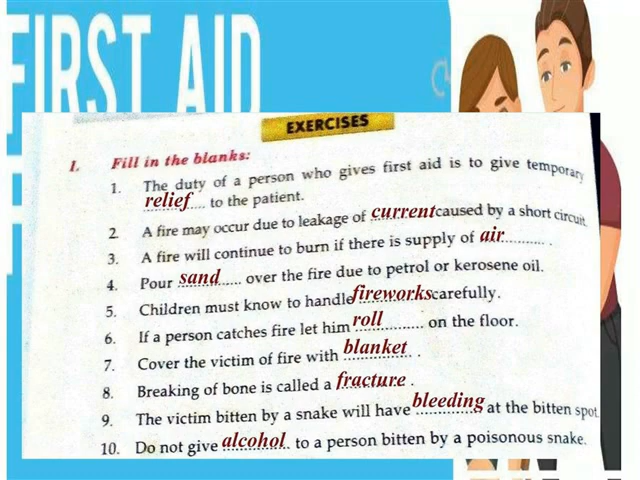 FIRST AID
EXERCISES
I. Fill in the blanks:
1. The duty of a person who gives first aid is to give temporary
relief.... to the patient.
2. A fire may occur due to leakage of current caused by a short circuit.
3. A fire will continue to burn if there is supply of air............ .
4. Pour sand...... over the fire due to petrol or kerosene oil.
5. Children must know to handle fireworks carefully.
6. If a person catches fire let him roll .............. on the floor.
7. Cover the victim of fire with blanket .
8. Breaking of bone is called a fracture .
9. The victim bitten by a snake will have bleeding at the bitten spot
10. Do not give alcohol. to a person bitten by a poisonous snake.